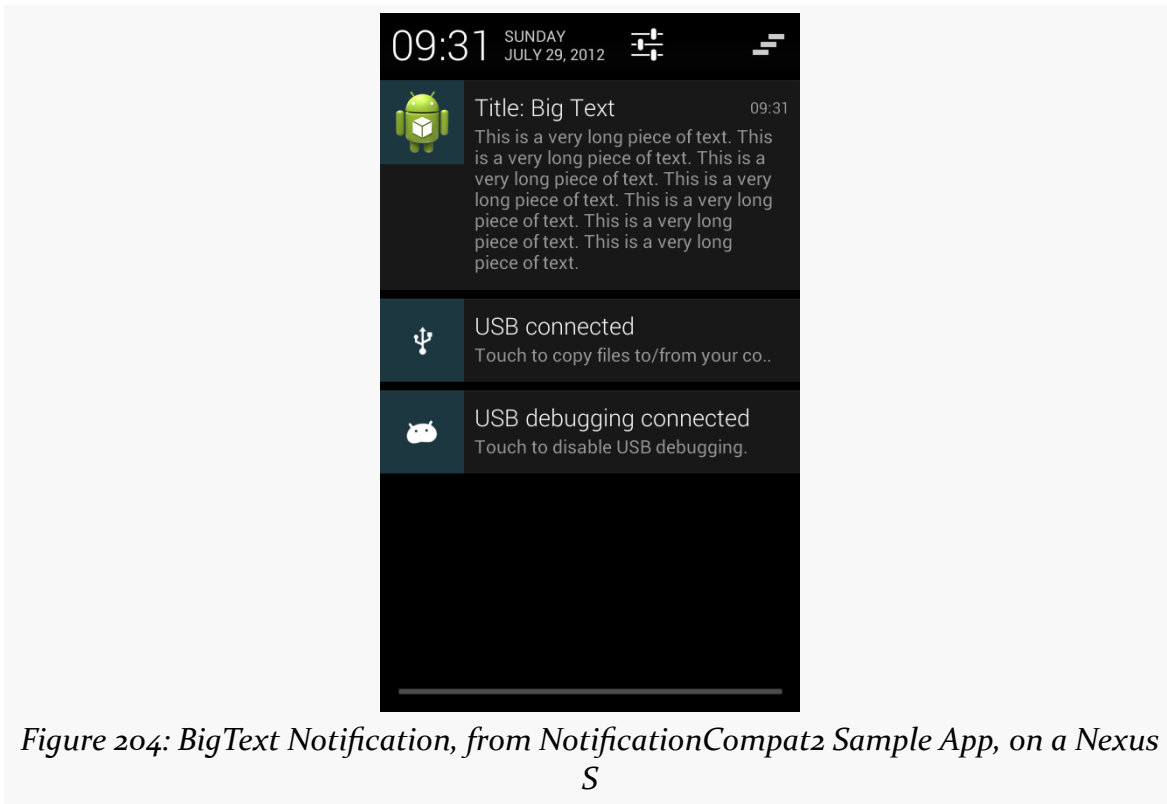 09:31
SUNDAY
JULY 29, 2012
Title: Big Text
09:31
This is a very long piece of text. This
is a very long piece of text. This is a
very long piece of text. This is a very
long piece of text. This is a very long
piece of text. This is a very long
piece of text. This is a very long
piece of text.
USB connected
Touch to copy files to/from your co..
USB debugging connected
Touch to disable USB debugging.
Figure 204: BigText Notification, from NotificationCompat2 Sample App, on a Nexus
S